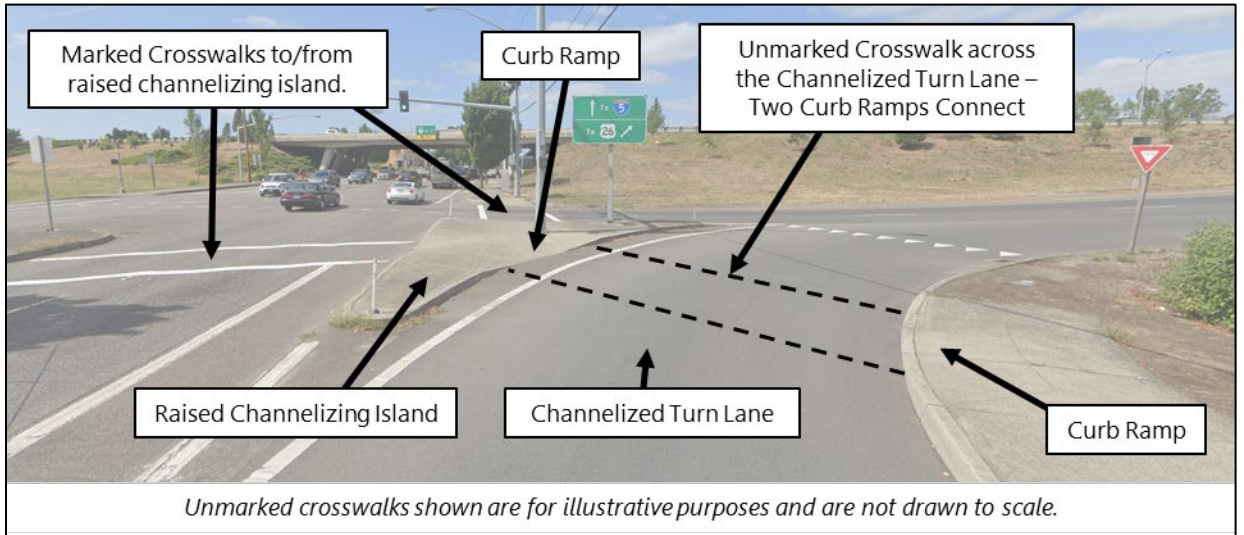 Marked Crosswalks to/from
raised channelizing island.
Curb Ramp
Unmarked Crosswalk across
the Channelized Turn Lane –
Two Curb Ramps Connect
To 5
To 26
Raised Channelizing Island
Channelized Turn Lane
Curb Ramp
Unmarked crosswalks shown are for illustrative purposes and are not drawn to scale.